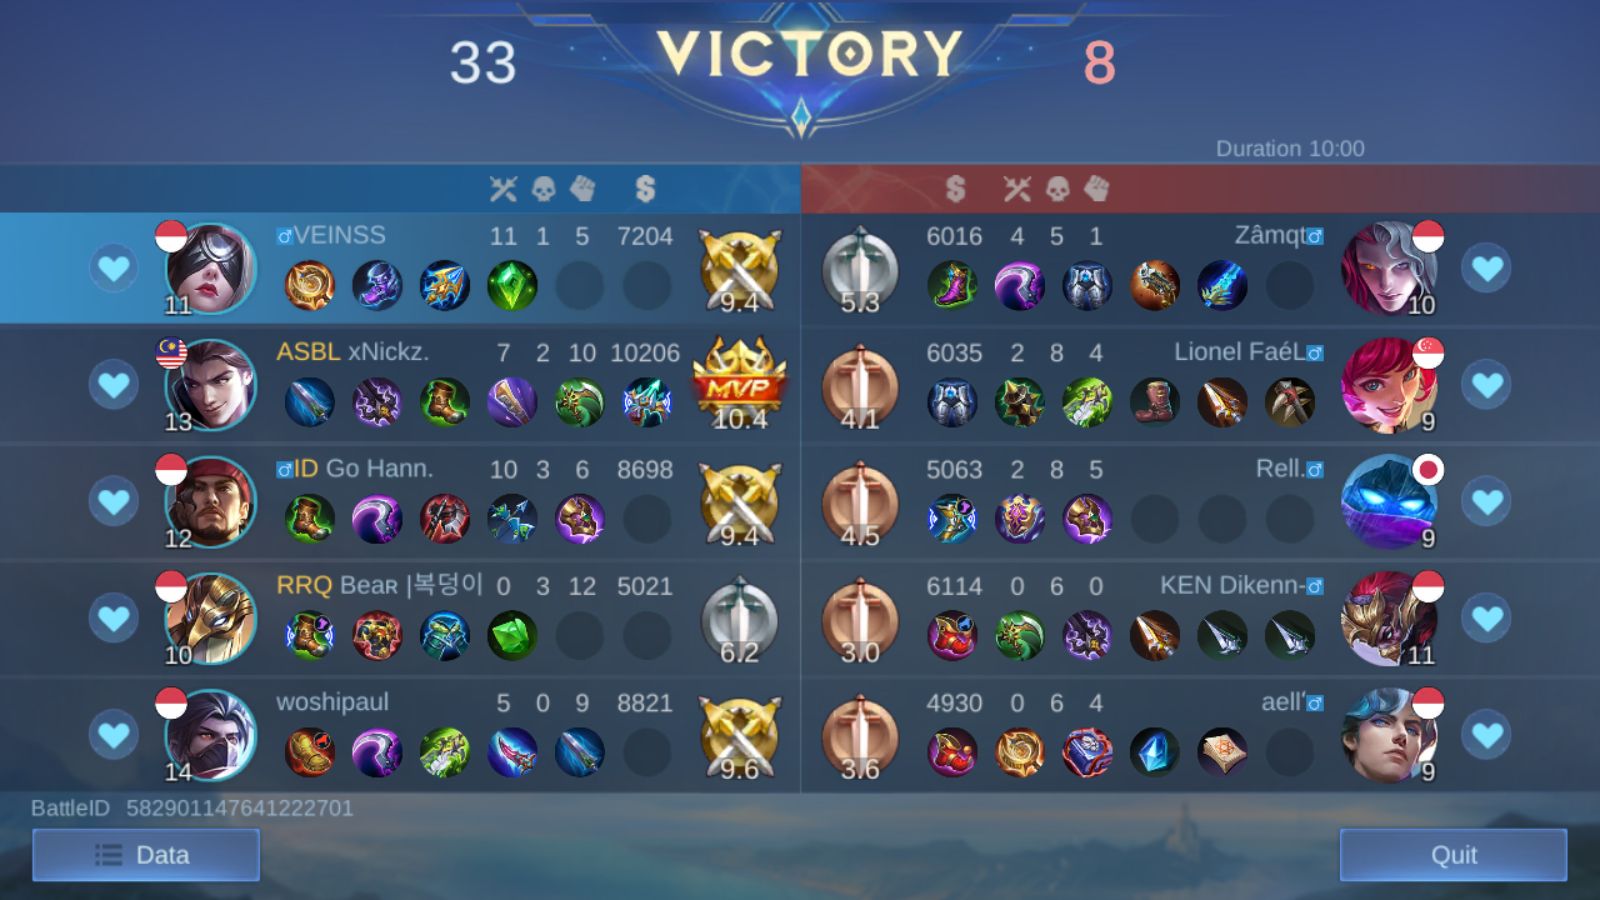 33 VICTORY 8
Duration 10:00
VEINSS 11 1 5 7204
11 9.4
6016 4 5 1 Zâmqt
5.3 10
ASBL xNickz. 7 2 10 10206
MVP
13 10.4
6035 2 8 4 Lionel FaéL
4.1 9
ID Go Hann. 10 3 6 8698
12 9.4
5063 2 8 5 Rell.
4.5 9
RRQ Beaʀ |복덩이 0 3 12 5021
10 6.2
6114 0 6 0 KEN Dikenn-
3.0 11
woshipaul 5 0 9 8821
14 9.6
4930 0 6 4 aell'
3.6 9
BattleID 582901147641222701
Data
Quit